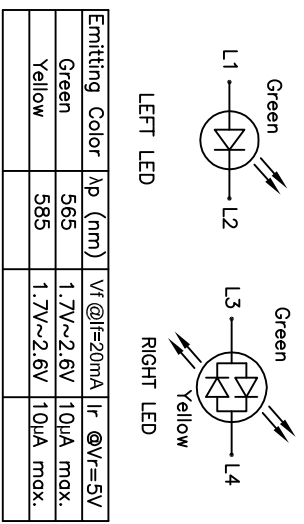 Green
L1
L2
LEFT LED
Green
L3
L4
Yellow
RIGHT LED
Emitting Color λp (nm) Vf @If=20mA Ir @Vr=5V
Green 565 1.7V~2.6V 10µA max.
Yellow 585 1.7V~2.6V 10µA max.